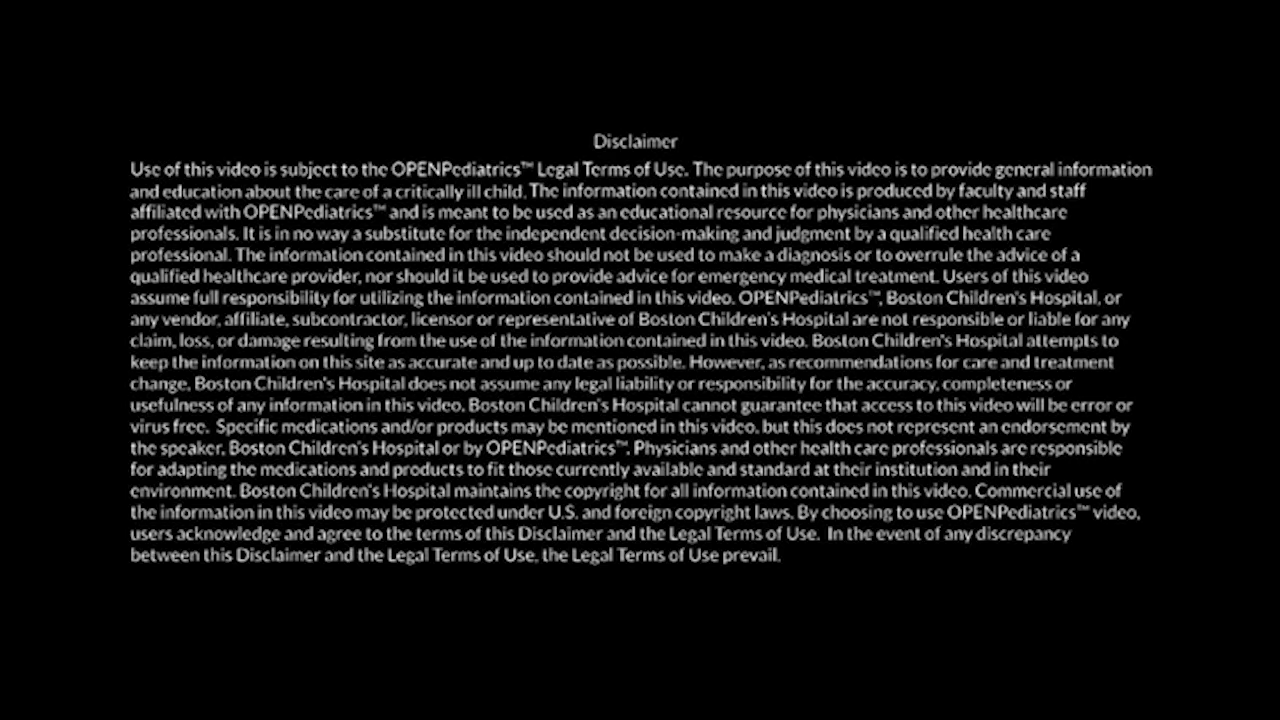 Disclaimer
Use of this video is subject to the OPENPediatrics™ Legal Terms of Use. The purpose of this video is to provide general information
and education about the care of a critically ill child. The information contained in this video is produced by faculty and staff
affiliated with OPENPediatrics™ and is meant to be used as an educational resource for physicians and other healthcare
professionals. It is in no way a substitute for the independent decision-making and judgment by a qualified health care
professional. The information contained in this video should not be used to make a diagnosis or to overrule the advice of a
qualified healthcare provider, nor should it be used to provide advice for emergency medical treatment. Users of this video
assume full responsibility for utilizing the information contained in this video. OPENPediatrics™, Boston Children's Hospital, or
any vendor, affiliate, subcontractor, licensor or representative of Boston Children's Hospital are not responsible or liable for any
claim, loss, or damage resulting from the use of the information contained in this video. Boston Children's Hospital attempts to
keep the information on this site as accurate and up to date as possible. However, as recommendations for care and treatment
change, Boston Children's Hospital does not assume any legal liability or responsibility for the accuracy, completeness or
usefulness of any information in this video. Boston Children's Hospital cannot guarantee that access to this video will be error or
virus free.  Specific medications and/or products may be mentioned in this video, but this does not represent an endorsement by
the speaker, Boston Children's Hospital or by OPENPediatrics™. Physicians and other health care professionals are responsible
for adapting the medications and products to fit those currently available and standard at their institution and in their
environment. Boston Children's Hospital maintains the copyright for all information contained in this video. Commercial use of
the information in this video may be protected under U.S. and foreign copyright laws. By choosing to use OPENPediatrics™ video,
users acknowledge and agree to the terms of this Disclaimer and the Legal Terms of Use.  In the event of any discrepancy
between this Disclaimer and the Legal Terms of Use, the Legal Terms of Use prevail.